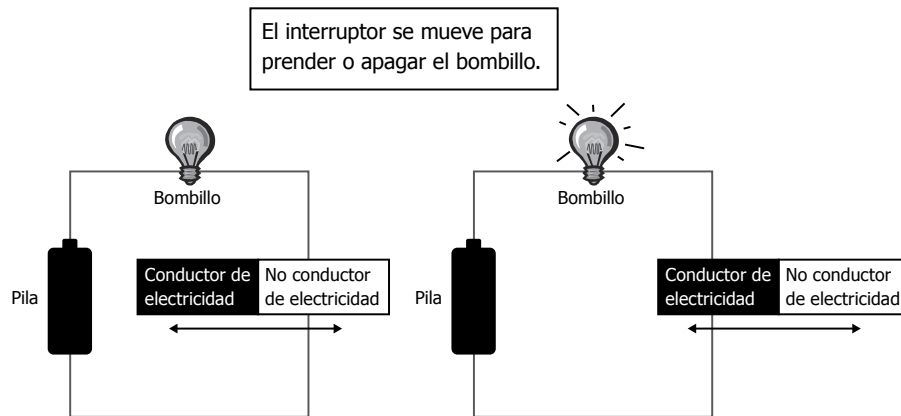 El interruptor se mueve para
prender o apagar el bombillo.
Bombillo
Pila
Conductor de
electricidad
No conductor
de electricidad
Bombillo
Pila
Conductor de
electricidad
No conductor
de electricidad